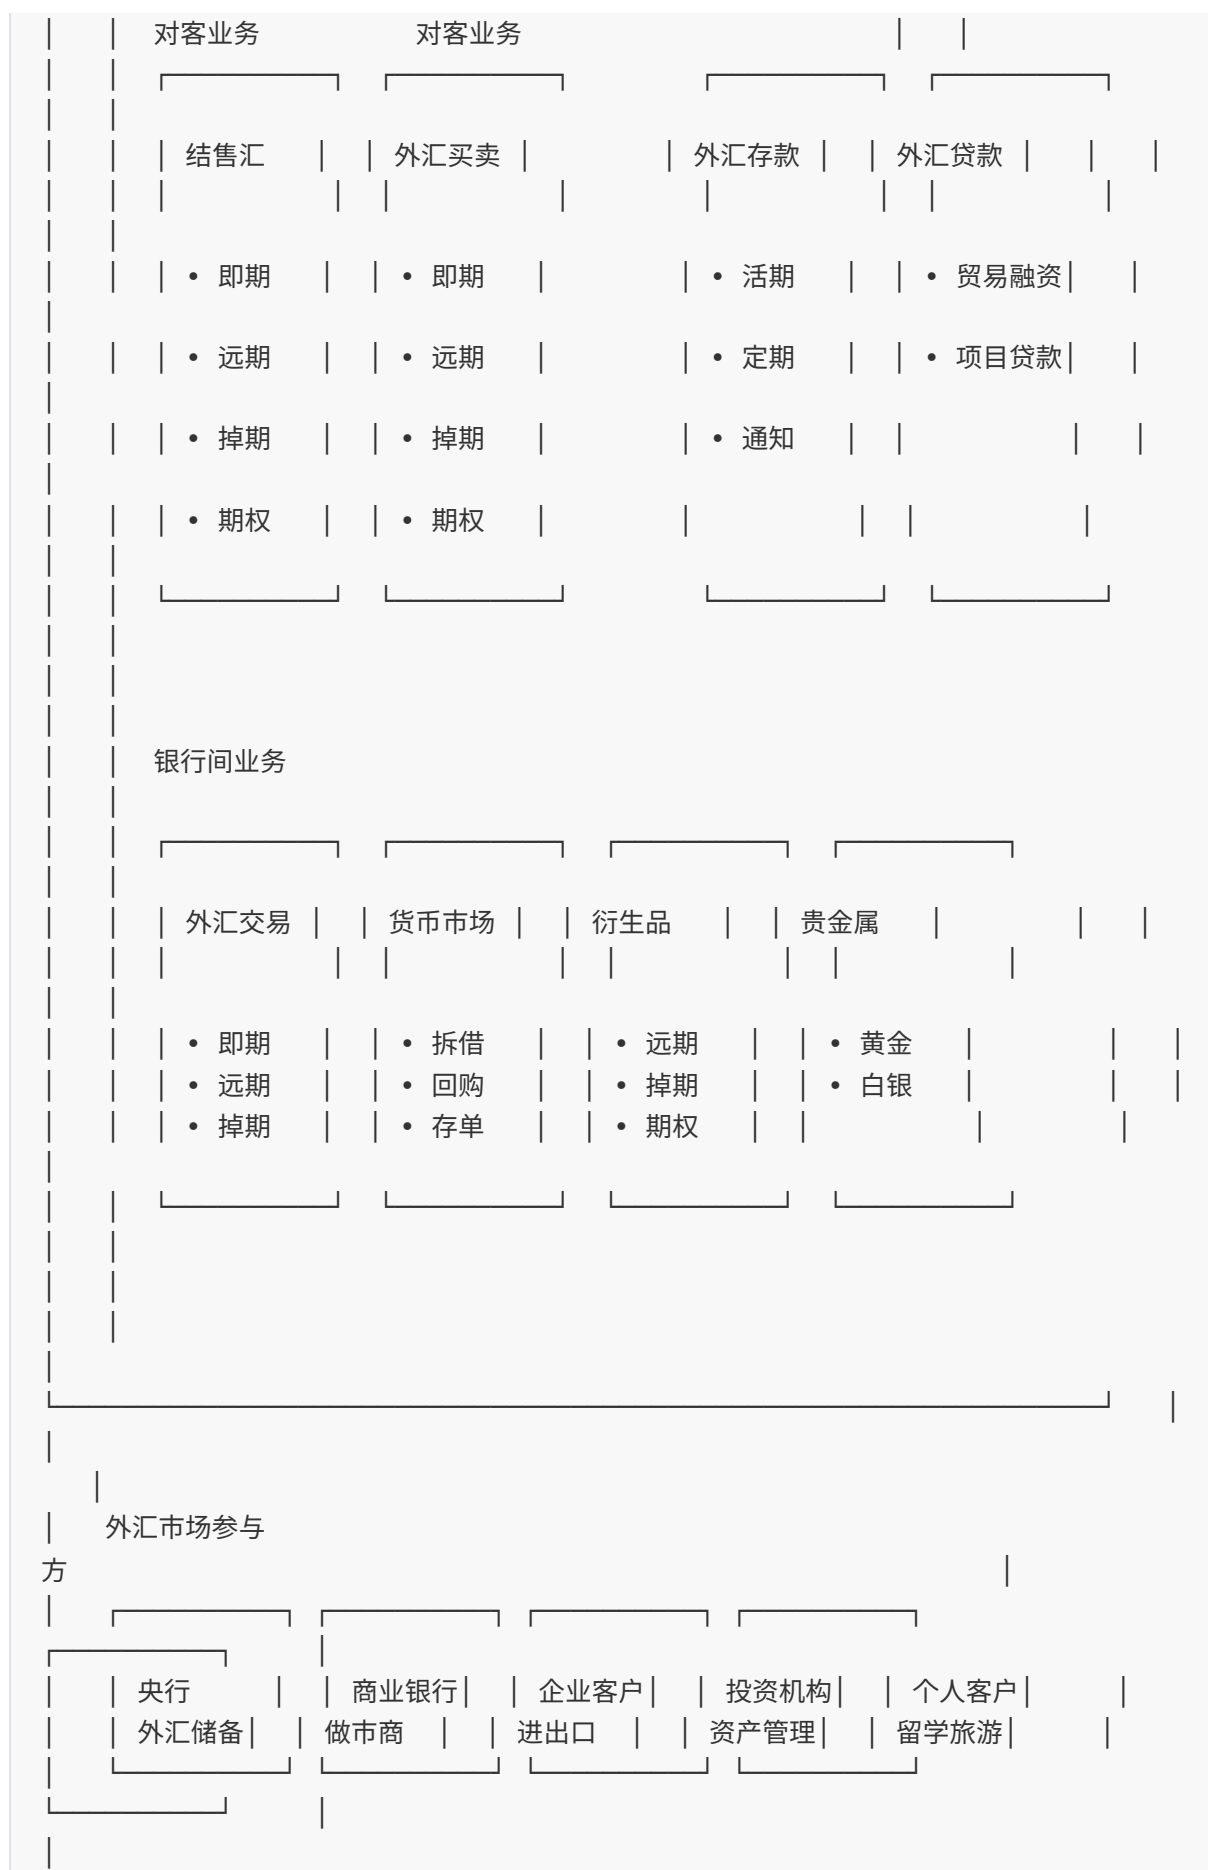 对客业务 对客业务
结售汇 外汇买卖 外汇存款 外汇贷款
• 即期 • 即期 • 活期 • 贸易融资
• 远期 • 远期 • 定期 • 项目贷款
• 掉期 • 掉期 • 通知
• 期权 • 期权
银行间业务
外汇交易 货币市场 衍生品 贵金属
• 即期 • 拆借 • 远期 • 黄金
• 远期 • 回购 • 掉期 • 白银
• 掉期 • 存单 • 期权
外汇市场参与
方
央行 商业银行 企业客户 投资机构 个人客户
外汇储备 做市商 进出口 资产管理 留学旅游